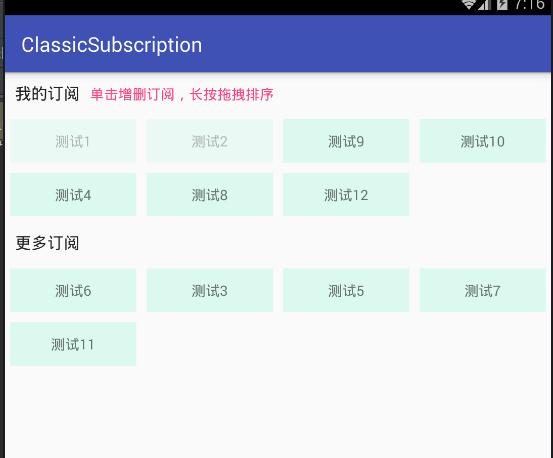 7:16
ClassicSubscription
我的订阅 单击增删订阅，长按拖拽排序
测试1 测试2 测试9 测试10
测试4 测试8 测试12
更多订阅
测试6 测试3 测试5 测试7
测试11